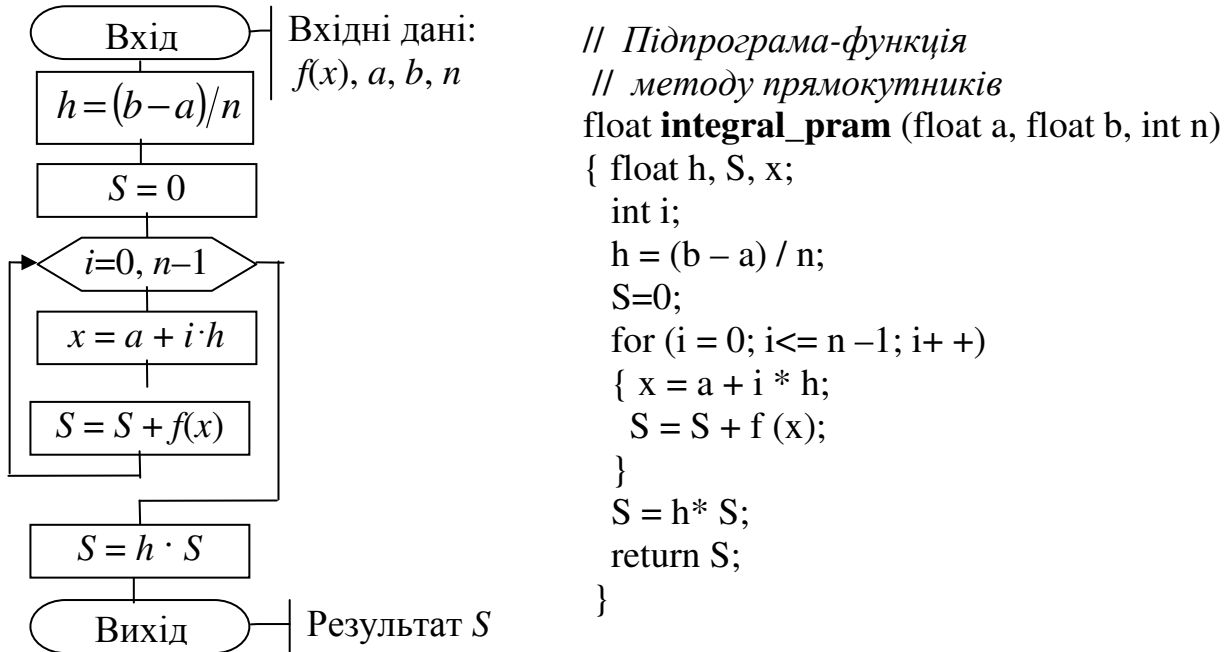 Вхід
Вхідні дані:
f(x), a, b, n
h=(b–a)/n
S = 0
i=0, n–1
x = a + i·h
S = S + f(x)
S = h · S
Вихід
Результат S
// Підпрограма-функція
// методу прямокутників
float integral_pram (float a, float b, int n)
{ float h, S, x;
int i;
h = (b – a) / n;
S=0;
for (i = 0; i<= n –1; i+ +)
{ x = a + i * h;
S = S + f (x);
}
S = h* S;
return S;
}